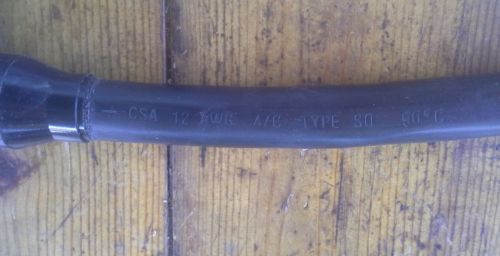 — CSA 12 AWG 4/C TYPE SO 90°C